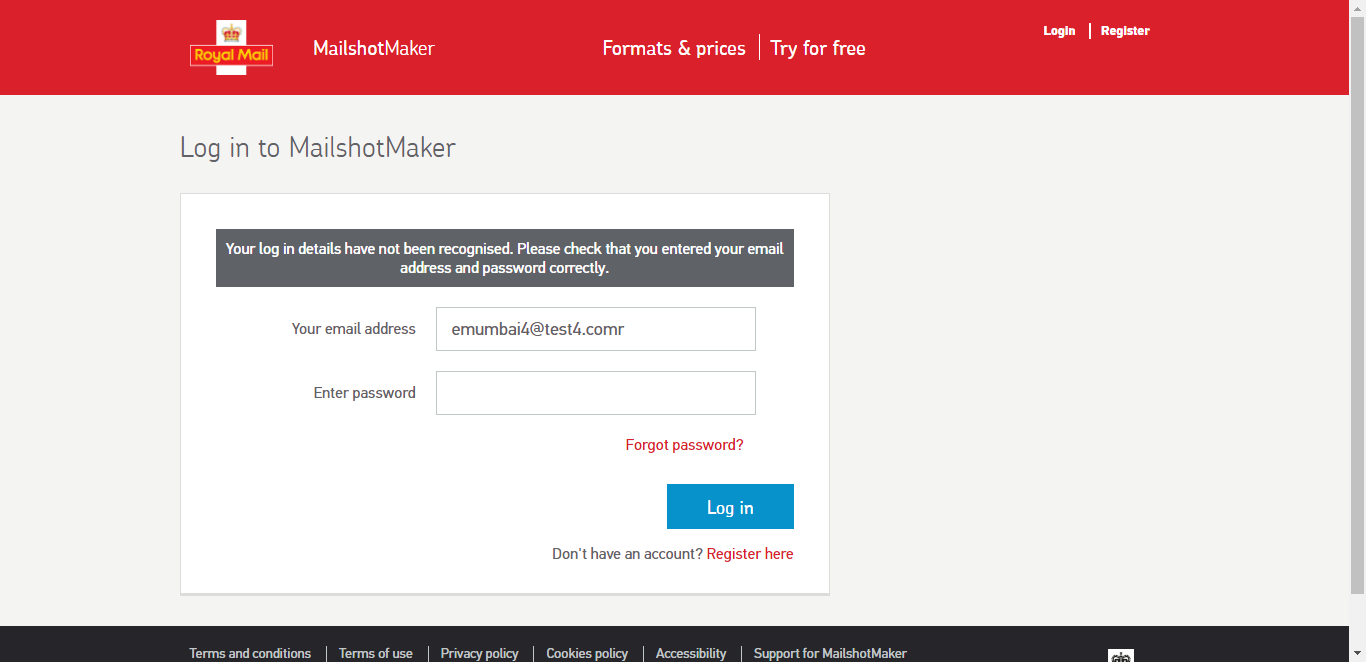 Royal Mail
MailshotMaker
Formats & prices
Try for free
Login
Register
Log in to MailshotMaker
Your log in details have not been recognised. Please check that you entered your email
address and password correctly.
Your email address
emumbai4@test4.comr
Enter password
Forgot password?
Log in
Don't have an account? Register here
Terms and conditions
Terms of use
Privacy policy
Cookies policy
Accessibility
Support for MailshotMaker